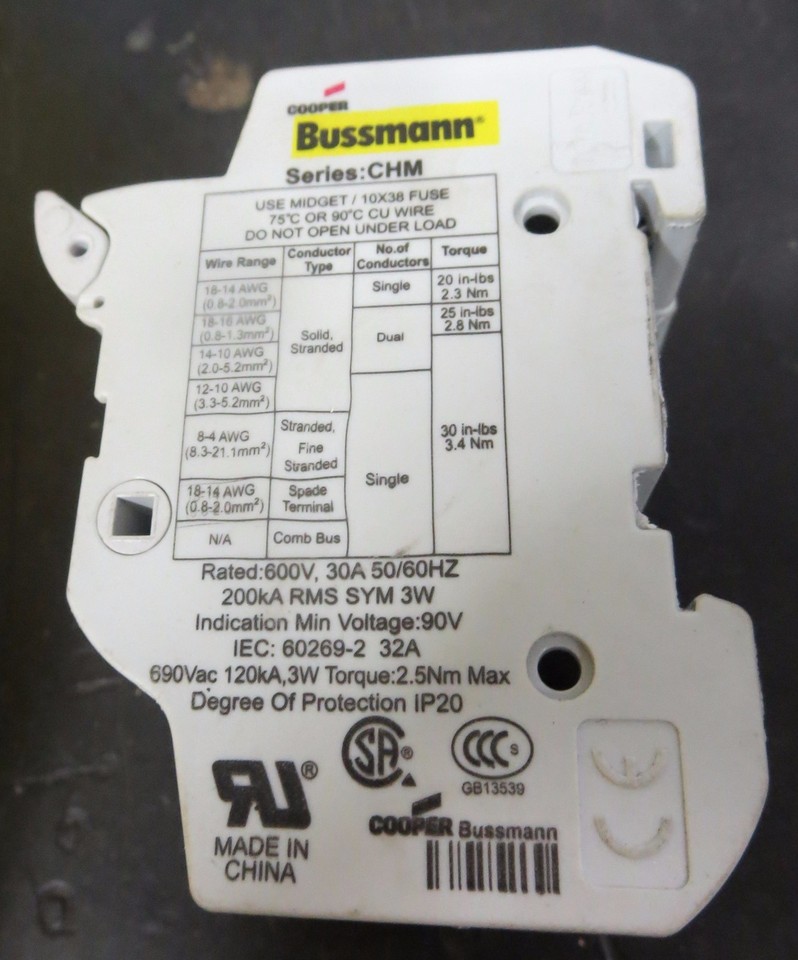 COOPER
Bussmann®
Series:CHM
USE MIDGET / 10X38 FUSE
75°C OR 90°C CU WIRE
DO NOT OPEN UNDER LOAD
Wire Range Conductor Type No.of Conductors Torque
18-14 AWG (0.8-2.0mm²)
18-16 AWG (0.8-1.3mm²)
14-10 AWG (2.0-5.2mm²)
12-10 AWG (3.3-5.2mm²)
8-4 AWG (8.3-21.1mm²)
18-14 AWG (0.8-2.0mm²)
N/A
Solid, Stranded
Stranded, Fine Stranded
Spade Terminal
Comb Bus
Single
Dual
Single
20 in-lbs 2.3 Nm
25 in-lbs 2.8 Nm
30 in-lbs 3.4 Nm
Rated:600V, 30A 50/60HZ
200kA RMS SYM 3W
Indication Min Voltage:90V
IEC: 60269-2 32A
690Vac 120kA,3W Torque:2.5Nm Max
Degree Of Protection IP20
RU®
SA®
CCC S
GB13539
MADE IN
CHINA
COOPER Bussmann
CE